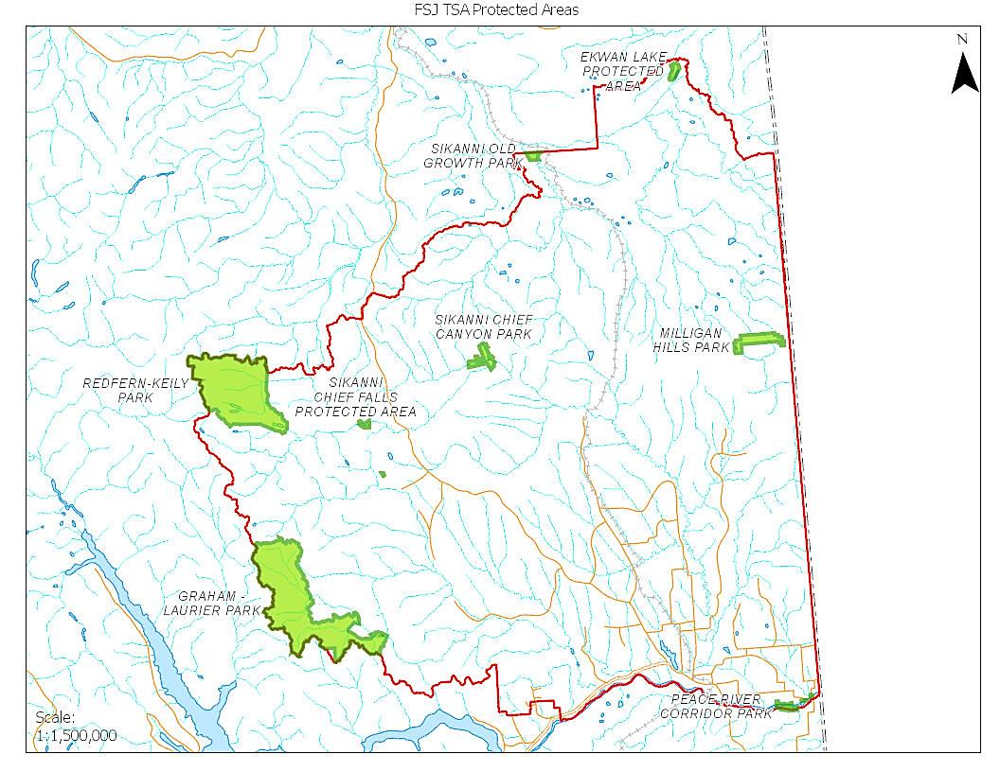 FSJ TSA Protected Areas
N
EKWAN LAKE
PROTECTED
AREA
SIKANNI OLD
GROWTH PARK
SIKANNI CHIEF
CANYON PARK
MILLIGAN
HILLS PARK
REDFERN-KEILY
PARK
SIKANNI
CHIEF FALLS
PROTECTED AREA
GRAHAM -
LAURIER PARK
PEACE RIVER
CORRIDOR PARK
Scale:
1:1,500,000